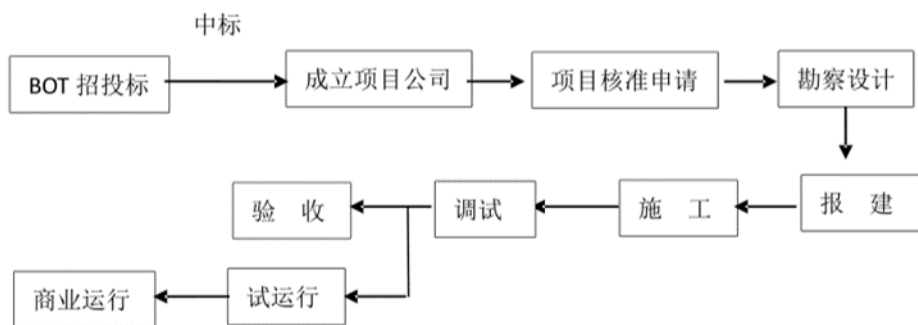 中标
BOT 招投标
成立项目公司
项目核准申请
勘察设计
报 建
施 工
调试
验 收
试运行
商业运行